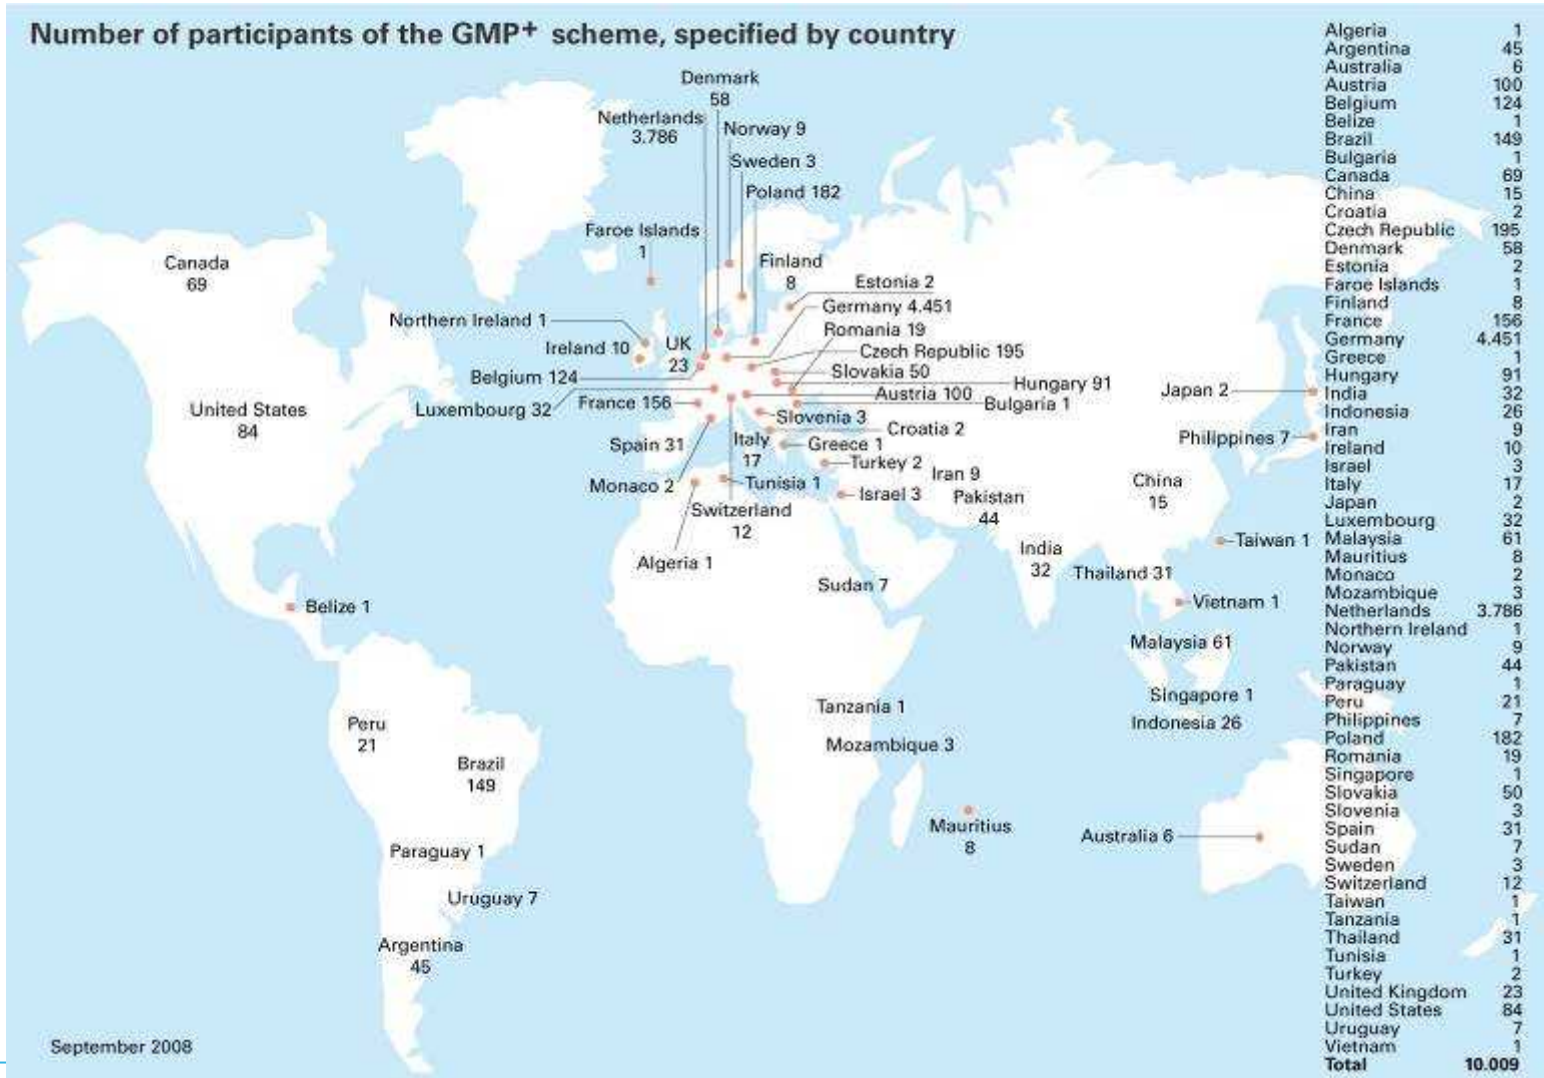 Number of participants of the GMP+ scheme, specified by country
Denmark
58
Netherlands
3.786
Norway 9
Sweden 3
Poland 182
Faroe Islands
1
Finland
8
Canada
69
Estonia 2
Germany 4.451
Northern Ireland 1
Romania 19
UK
23
Ireland 10
Czech Republic 195
Slovakia 50
Belgium 124
Hungary 91
Austria 100
Luxembourg 32
France 156
Bulgaria 1
United States
84
Slovenia 3
Croatia 2
Spain 31
Italy
17
Greece 1
Turkey 2
Monaco 2
Tunisia 1
Iran 9
Israel 3
Pakistan
44
Switzerland
12
Algeria 1
Japan 2
Philippines 7
China
15
Taiwan 1
India
32
Thailand 31
Sudan 7
Vietnam 1
Belize 1
Malaysia 61
Singapore 1
Indonesia 26
Tanzania 1
Mozambique 3
Peru
21
Brazil
149
Mauritius
8
Australia 6
Paraguay 1
Uruguay 7
Argentina
45
September 2008
Algeria 1
Argentina 45
Australia 6
Austria 100
Belgium 124
Belize 1
Brazil 149
Bulgaria 1
Canada 69
China 15
Croatia 2
Czech Republic 195
Denmark 58
Estonia 2
Faroe Islands 1
Finland 8
France 156
Germany 4.451
Greece 1
Hungary 91
India 32
Indonesia 26
Iran 9
Ireland 10
Israel 3
Italy 17
Japan 2
Luxembourg 32
Malaysia 61
Mauritius 8
Monaco 2
Mozambique 3
Netherlands 3.786
Northern Ireland 1
Norway 9
Pakistan 44
Paraguay 1
Peru 21
Philippines 7
Poland 182
Romania 19
Singapore 1
Slovakia 50
Slovenia 3
Spain 31
Sudan 7
Sweden 3
Switzerland 12
Taiwan 1
Tanzania 1
Thailand 31
Tunisia 1
Turkey 2
United Kingdom 23
United States 84
Uruguay 7
Vietnam 1
Total 10.009